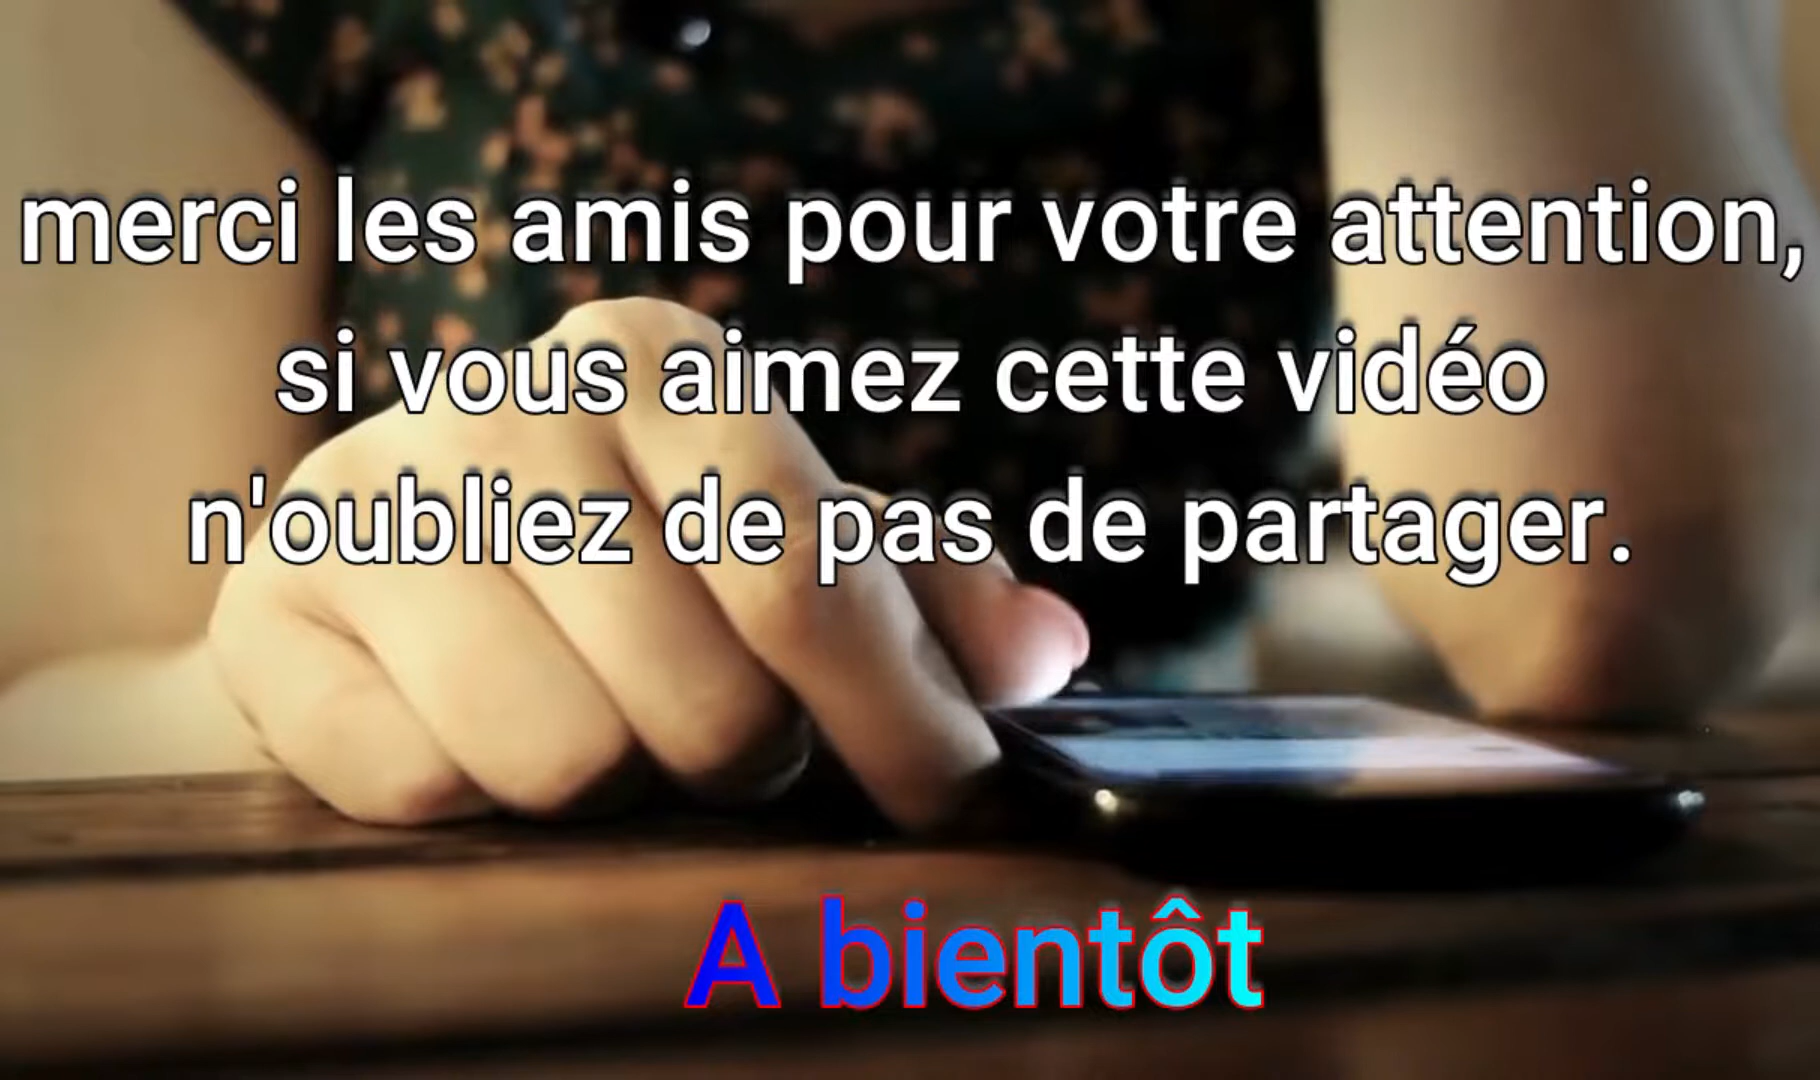 merci les amis pour votre attention,
si vous aimez cette vidéo
n'oubliez de pas de partager.
A bientôt